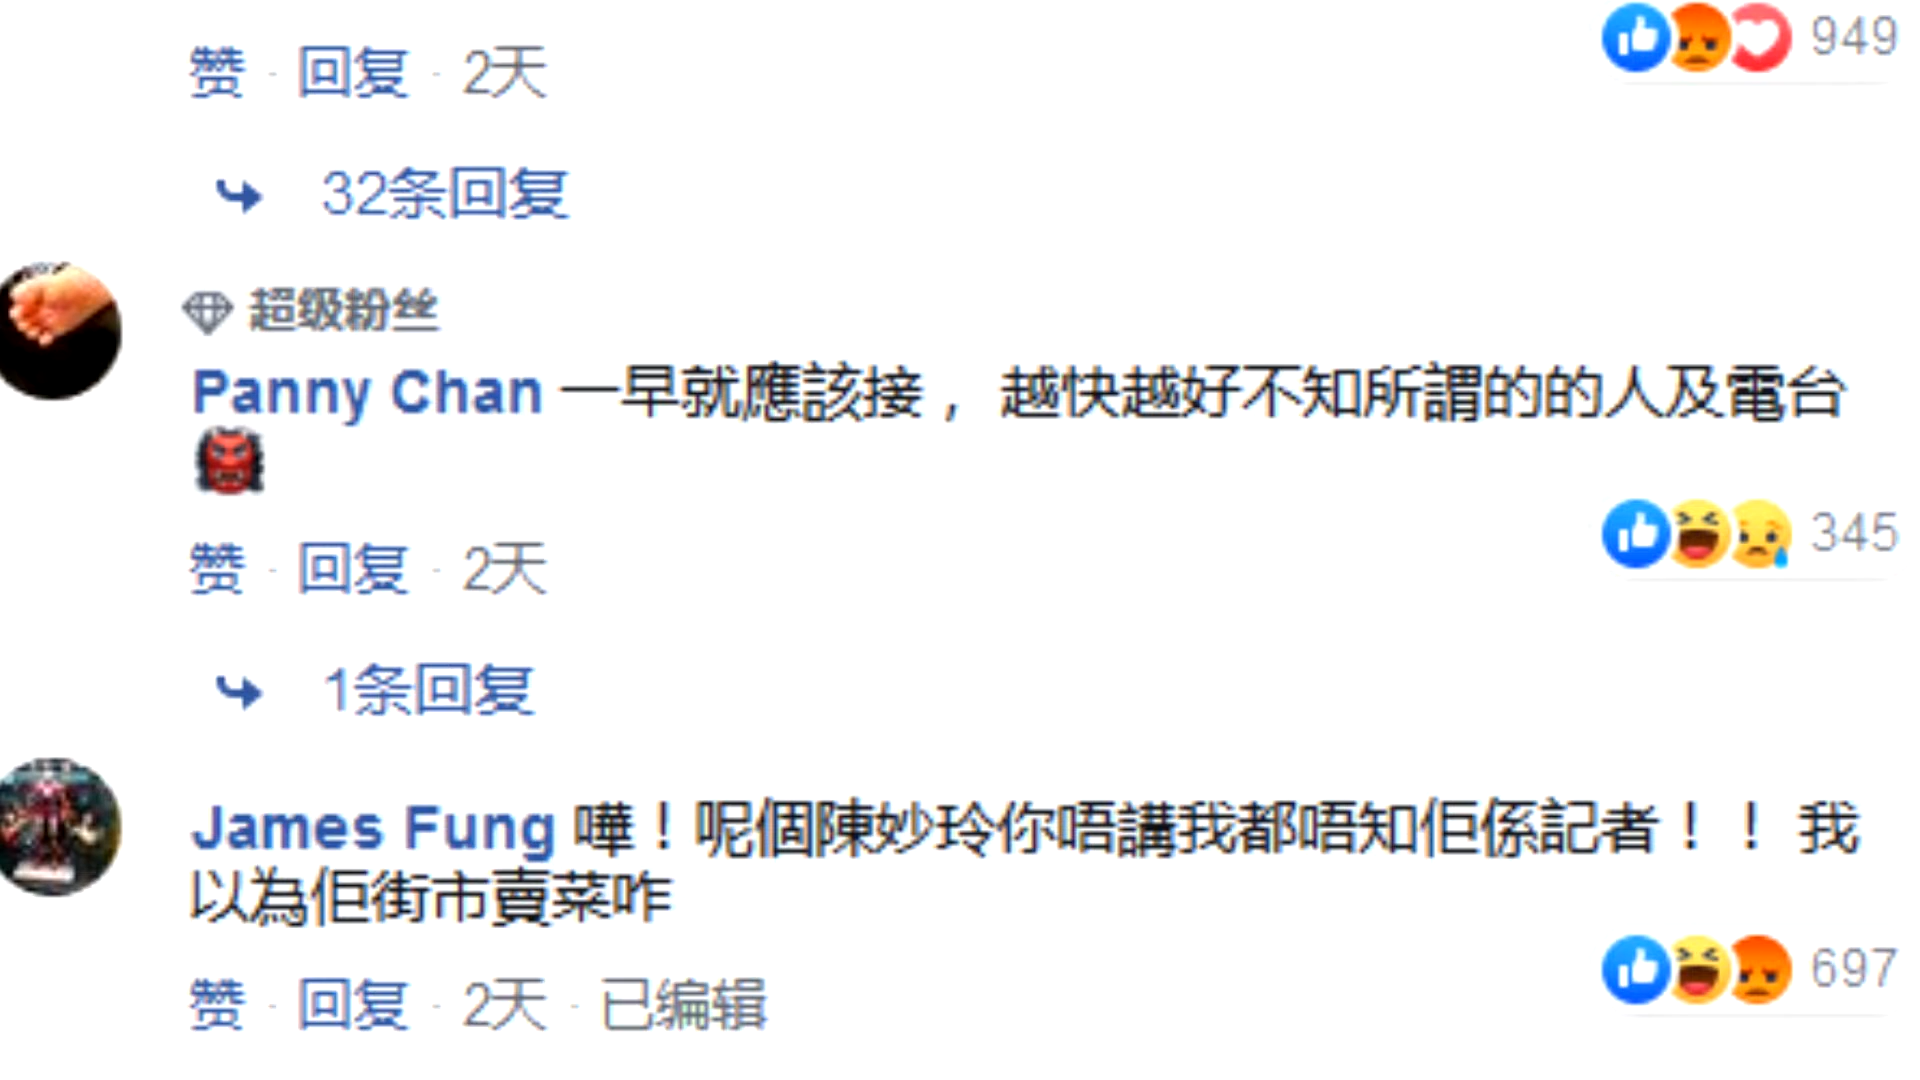 赞 · 回复 · 2天
949
32条回复
超级粉丝
Panny Chan 一早就應該接， 越快越好不知所謂的的人及電台
👹
345
赞 · 回复 · 2天
1条回复
James Fung 嘩！呢個陳妙玲你唔講我都唔知佢係記者！！ 我
以為佢街市賣菜咋
697
赞 · 回复 · 2天 · 已编辑